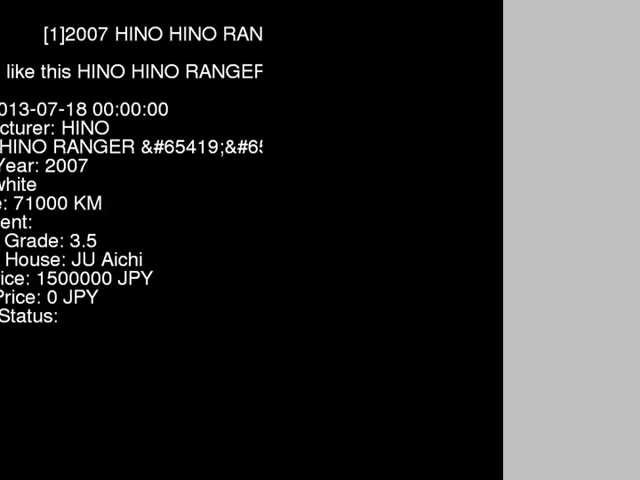 [1]2007 HINO HINO RAN
like this HINO HINO RANGER
013-07-18 00:00:00
cturer: HINO
HINO RANGER &#65419;&#65
Year: 2007
white
e: 71000 KM
ent:
Grade: 3.5
House: JU Aichi
ice: 1500000 JPY
Price: 0 JPY
Status: